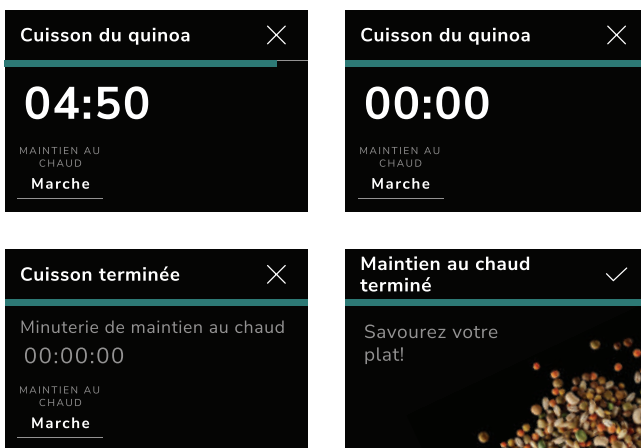 Cuisson du quinoa
04:50
MAINTIEN AU
CHAUD
Marche
Cuisson du quinoa
00:00
MAINTIEN AU
CHAUD
Marche
Cuisson terminée
Minuterie de maintien au chaud
00:00:00
MAINTIEN AU
CHAUD
Marche
Maintien au chaud
terminé
Savourez votre
plat!